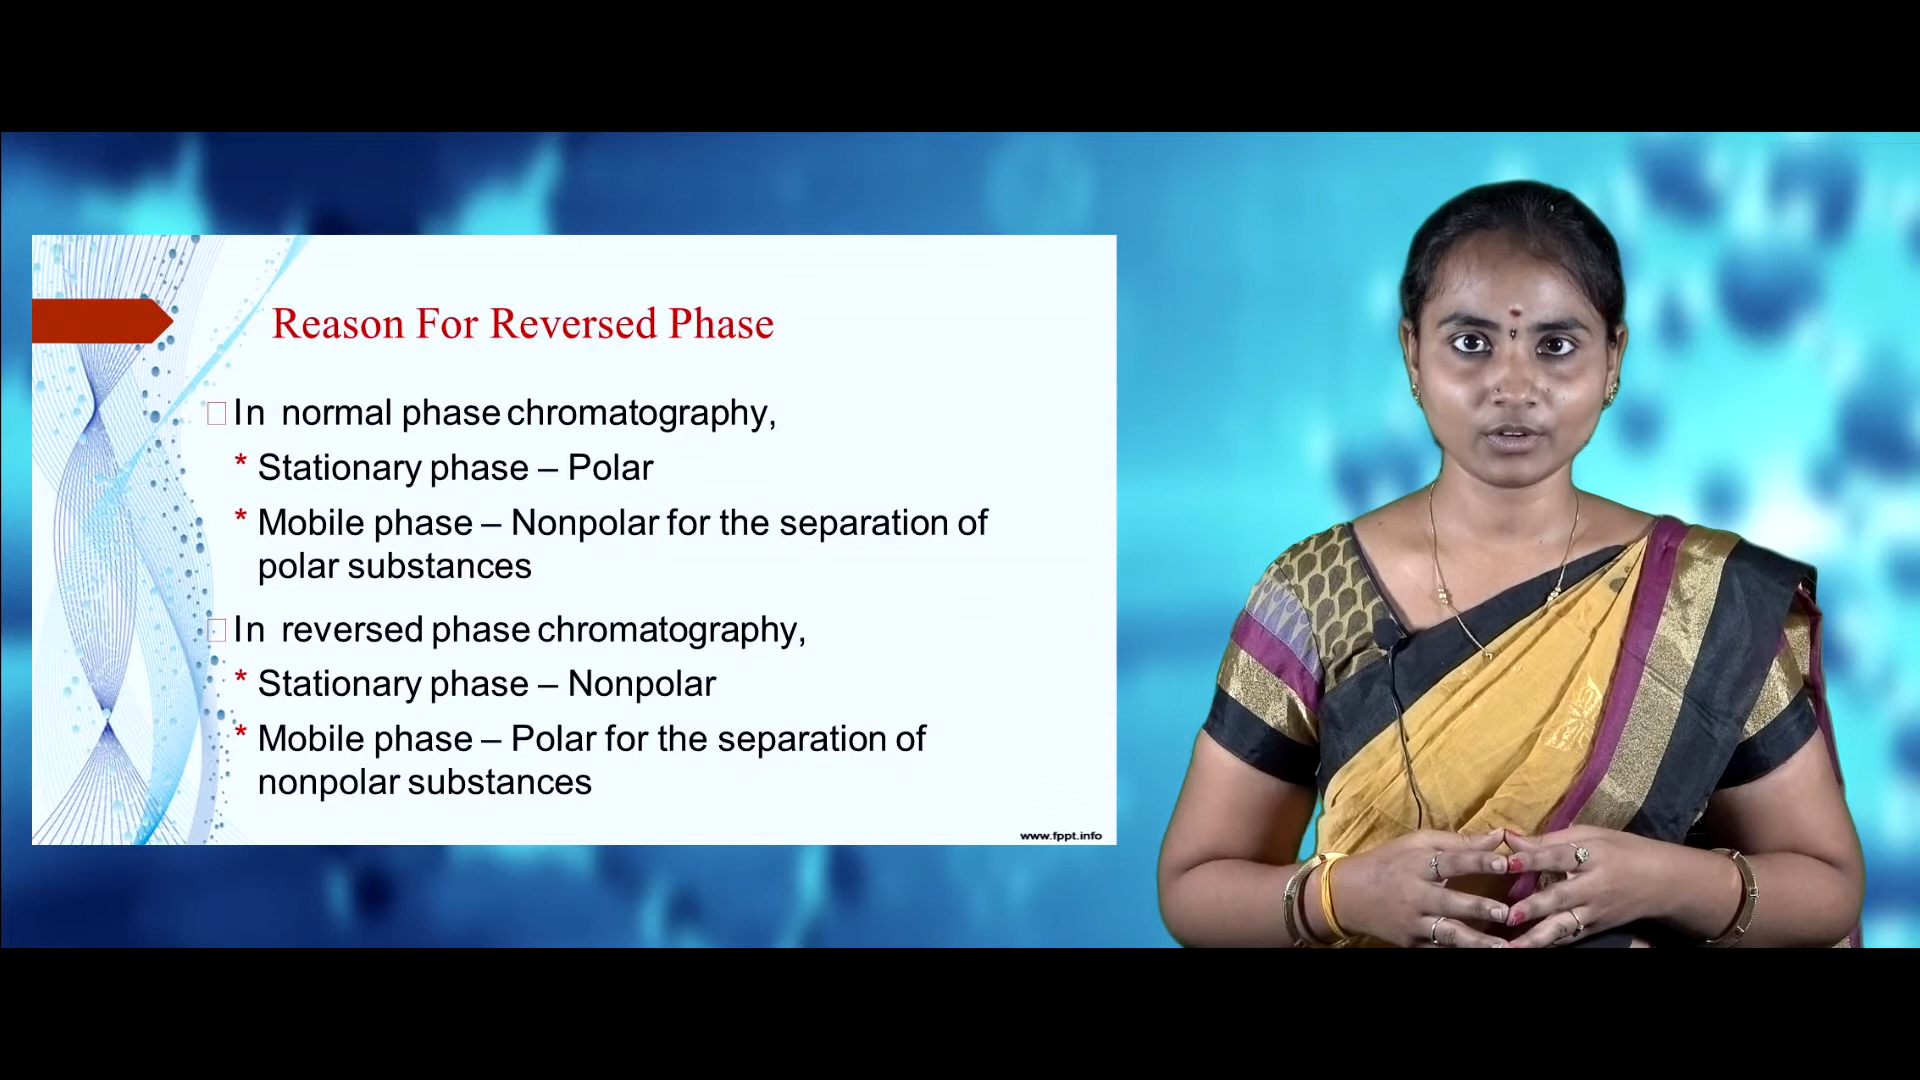 Reason For Reversed Phase
In normal phase chromatography,
* Stationary phase – Polar
* Mobile phase – Nonpolar for the separation of
polar substances
In reversed phase chromatography,
* Stationary phase – Nonpolar
* Mobile phase – Polar for the separation of
nonpolar substances
www.fppt.info